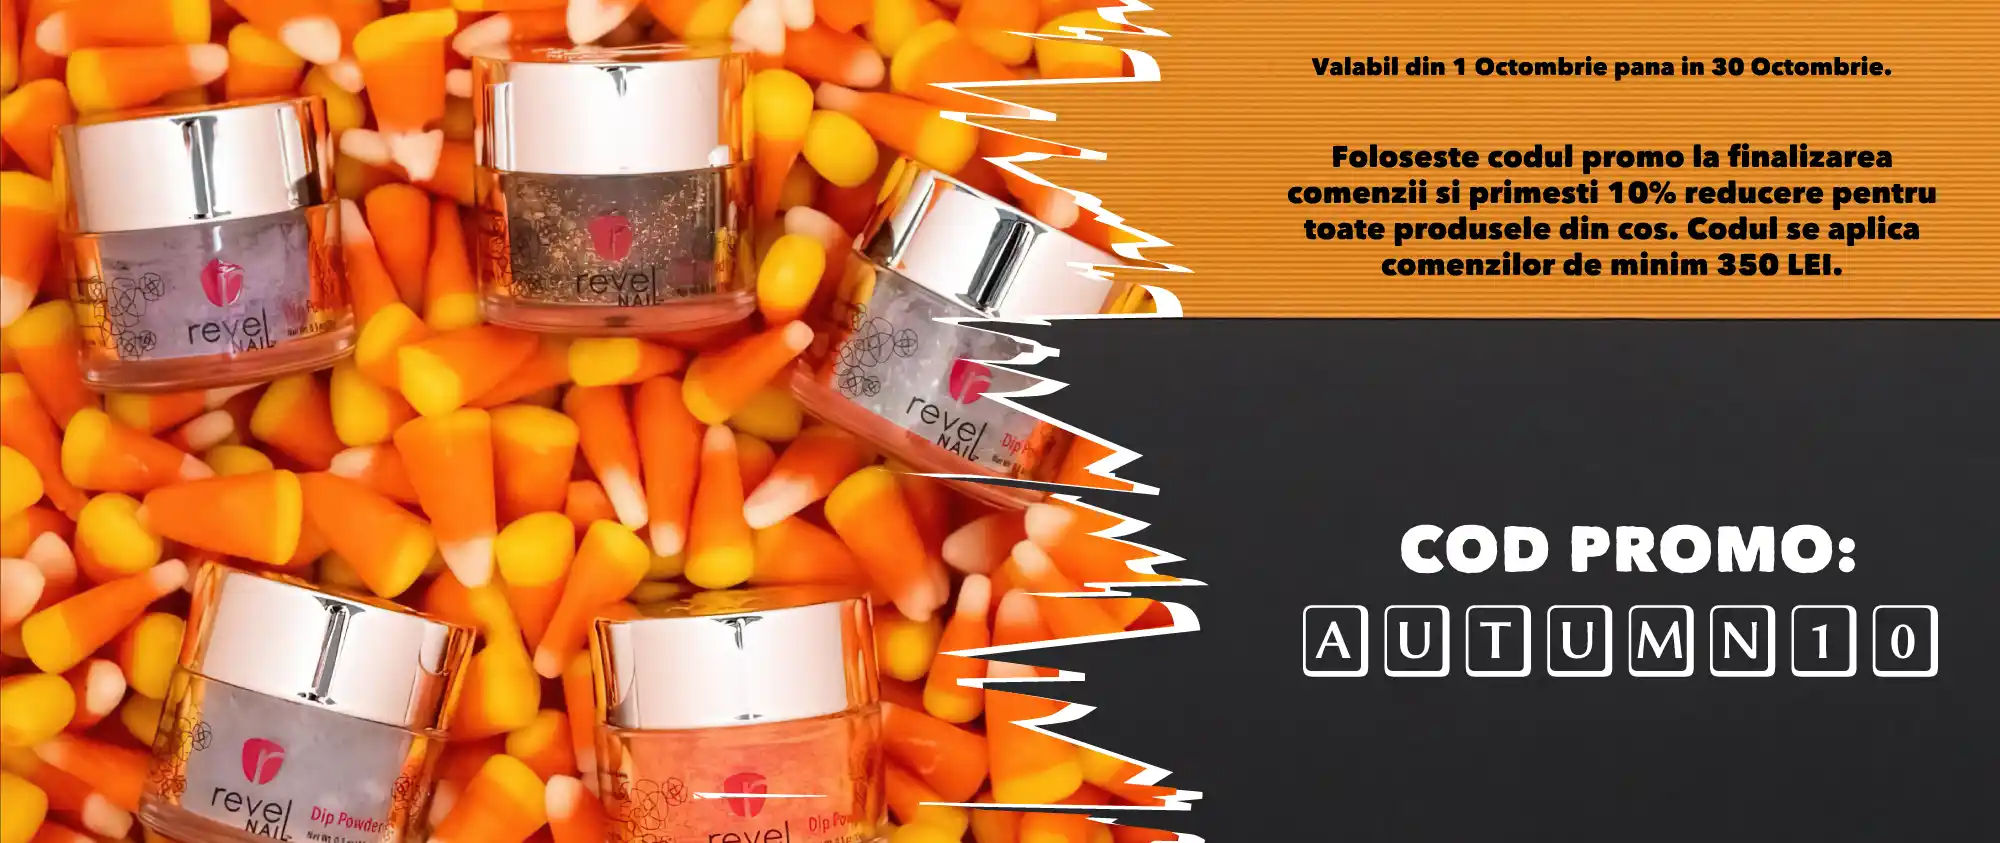 Valabil din 1 Octombrie pana in 30 Octombrie.
Foloseste codul promo la finalizarea
comenzii si primesti 10% reducere pentru
toate produsele din cos. Codul se aplica
comenzilor de minim 350 LEI.
COD PROMO:
AUTUMN10
revel
NAIL
revel
NAIL
revel
NAIL
Dip
revel
NAIL
Dip Powder
revel
Dip